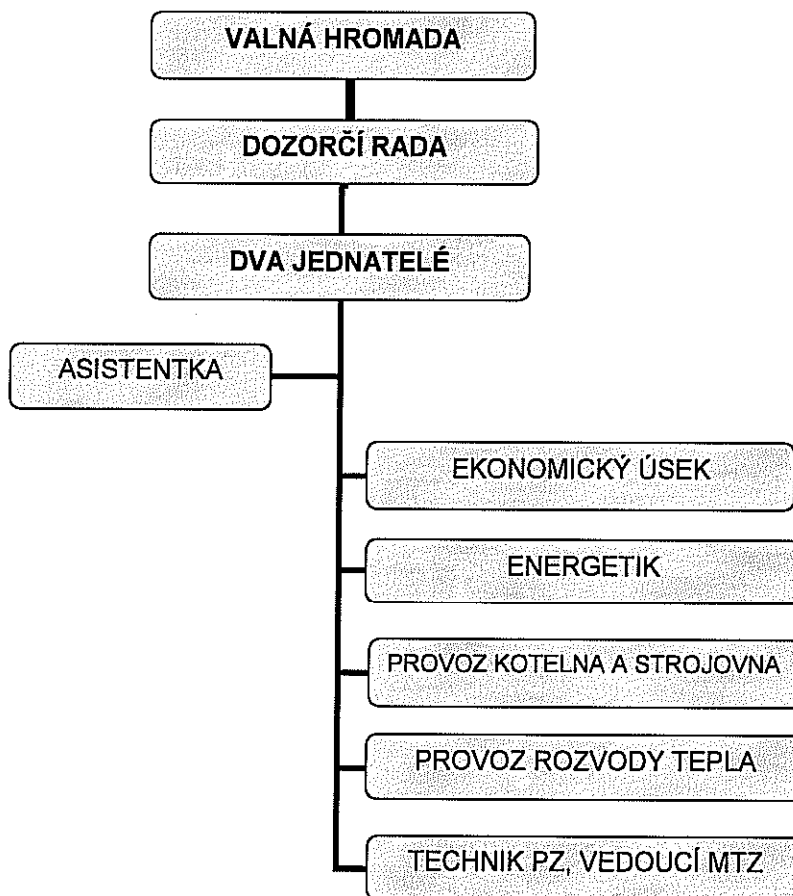 VALNÁ HROMADA
DOZORČÍ RADA
DVA JEDNATELÉ
ASISTENTKA
EKONOMICKÝ ÚSEK
ENERGETIK
PROVOZ KOTELNA A STROJOVNA
PROVOZ ROZVODY TEPLA
TECHNIK PZ, VEDOUCÍ MTZ